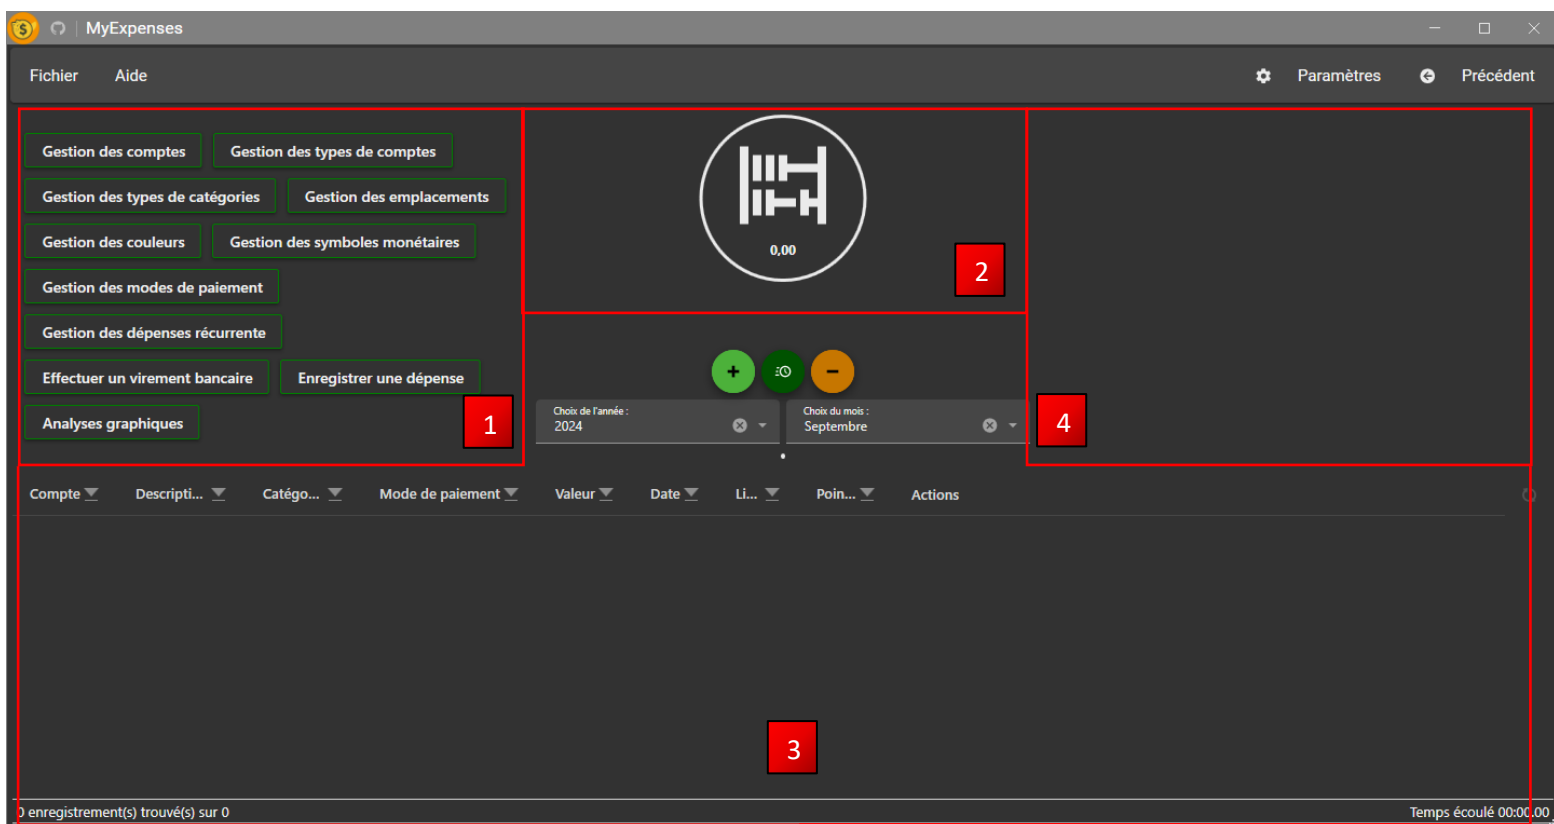 MyExpenses
Fichier Aide Paramètres Précédent
Gestion des comptes Gestion des types de comptes
Gestion des types de catégories Gestion des emplacements
Gestion des couleurs Gestion des symboles monétaires
Gestion des modes de paiement
Gestion des dépenses récurrente
Effectuer un virement bancaire Enregistrer une dépense
Analyses graphiques
1
0,00
2
Choix de l'année :
2024
Choix du mois :
Septembre
4
Compte Descripti... Catégo... Mode de paiement Valeur Date Li... Poin... Actions
3
0 enregistrement(s) trouvé(s) sur 0 Temps écoulé 00:00.00